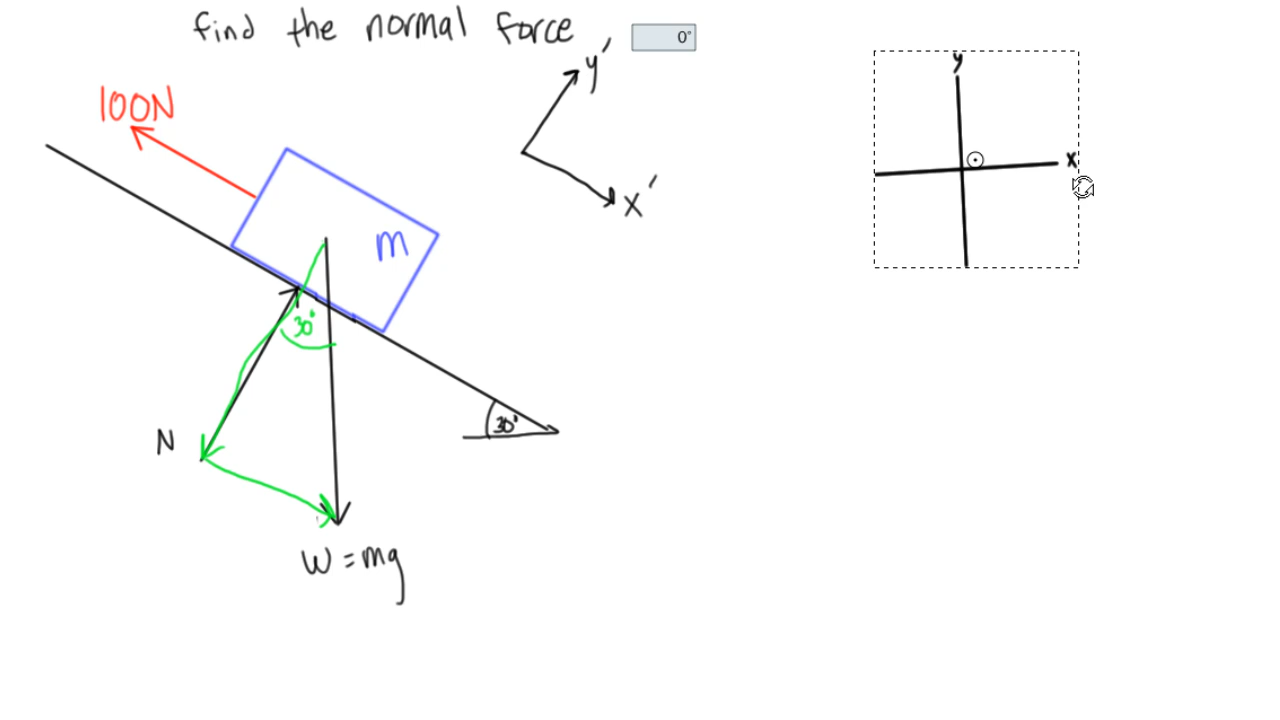 find the normal force
0°
y'
y
100N
x
x'
m
30°
30°
N
W = mg